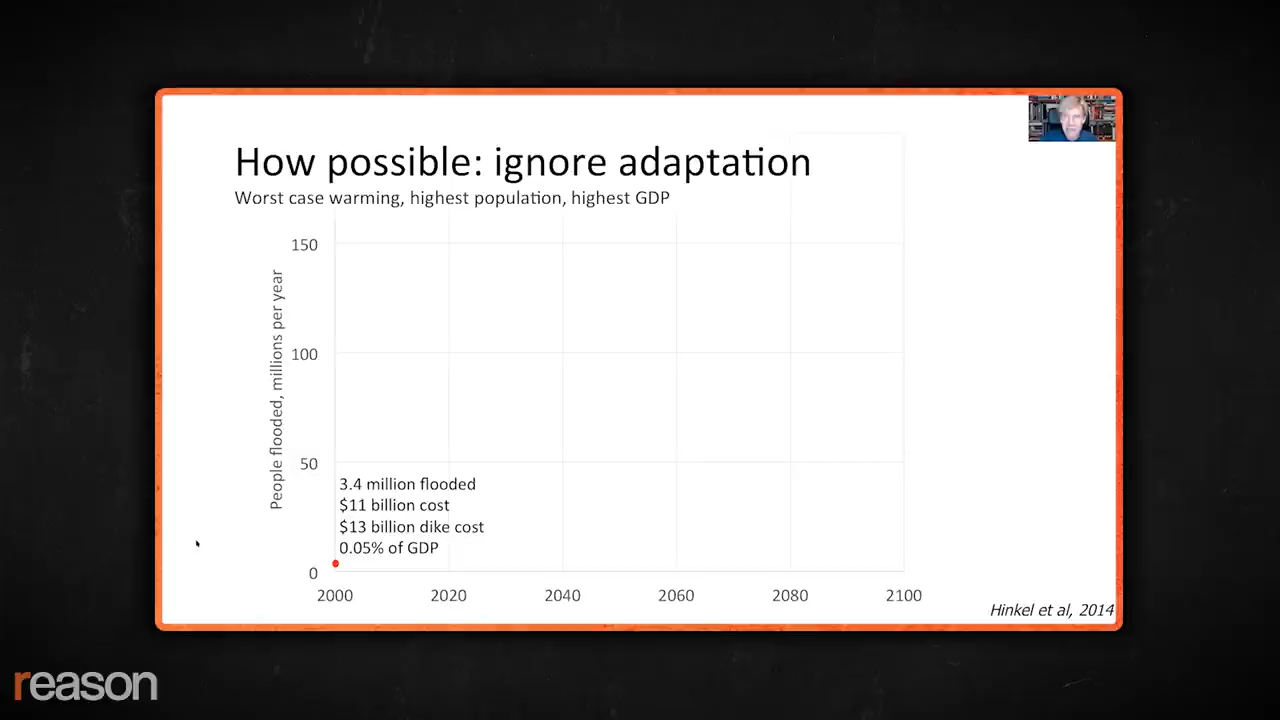 How possible: ignore adaptation
Worst case warming, highest population, highest GDP
People flooded, millions per year
150
100
50
0
3.4 million flooded
$11 billion cost
$13 billion dike cost
0.05% of GDP
2000 2020 2040 2060 2080 2100
Hinkel et al, 2014
reason